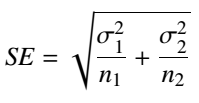 SE = √(σ₁²/n₁ + σ₂²/n₂)